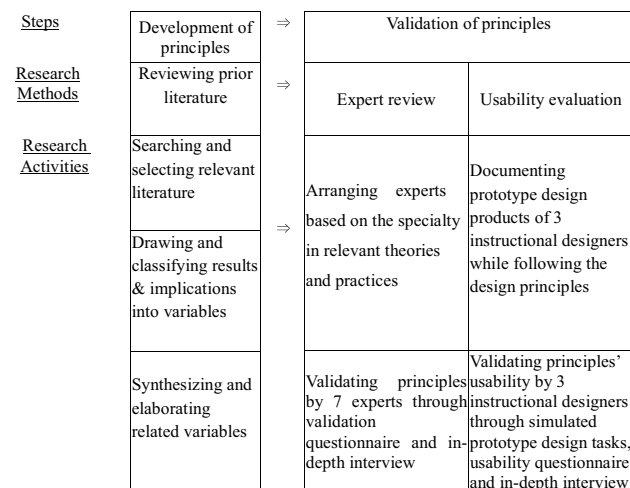 Steps
Development of
principles
⇒
Validation of principles
Research
Methods
Reviewing prior
literature
⇒
Expert review
Usability evaluation
Research
Activities
Searching and
selecting relevant
literature
Drawing and
classifying results
& implications
into variables
⇒
Arranging experts
based on the specialty
in relevant theories
and practices
Documenting
prototype design
products of 3
instructional designers
while following the
design principles
Synthesizing and
elaborating
related variables
Validating principles
by 7 experts through
validation
questionnaire and in-
depth interview
Validating principles’
usability by 3
instructional designers
through simulated
prototype design tasks,
usability questionnaire
and in-depth interview